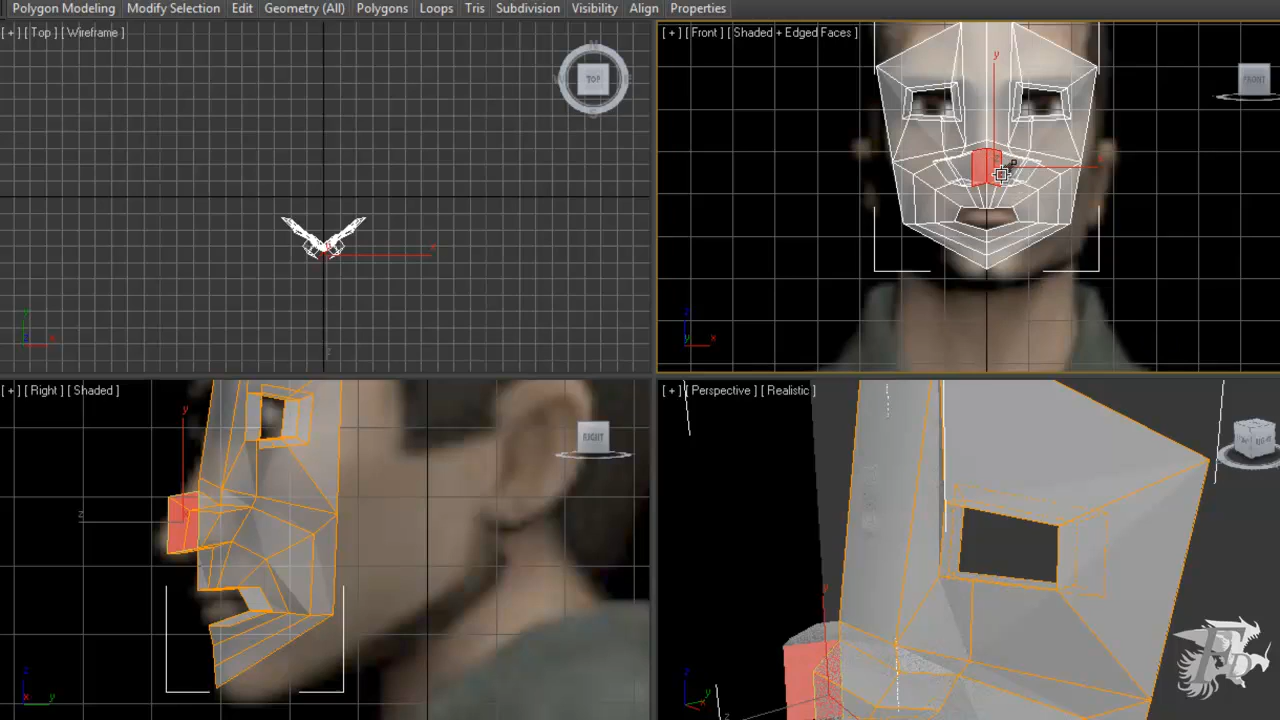 Polygon Modeling Modify Selection Edit Geometry (All) Polygons Loops Tris Subdivision Visibility Align Properties
[ + ] [ Top ] [ Wireframe ]
TOP
x
y
z
x
[ + ] [ Front ] [ Shaded + Edged Faces ]
FRONT
y
x
z
y
x
[ + ] [ Right ] [ Shaded ]
RIGHT
y
z
z
x
y
[ + ] [ Perspective ] [ Realistic ]
RIGHT
y
z
z
y
x